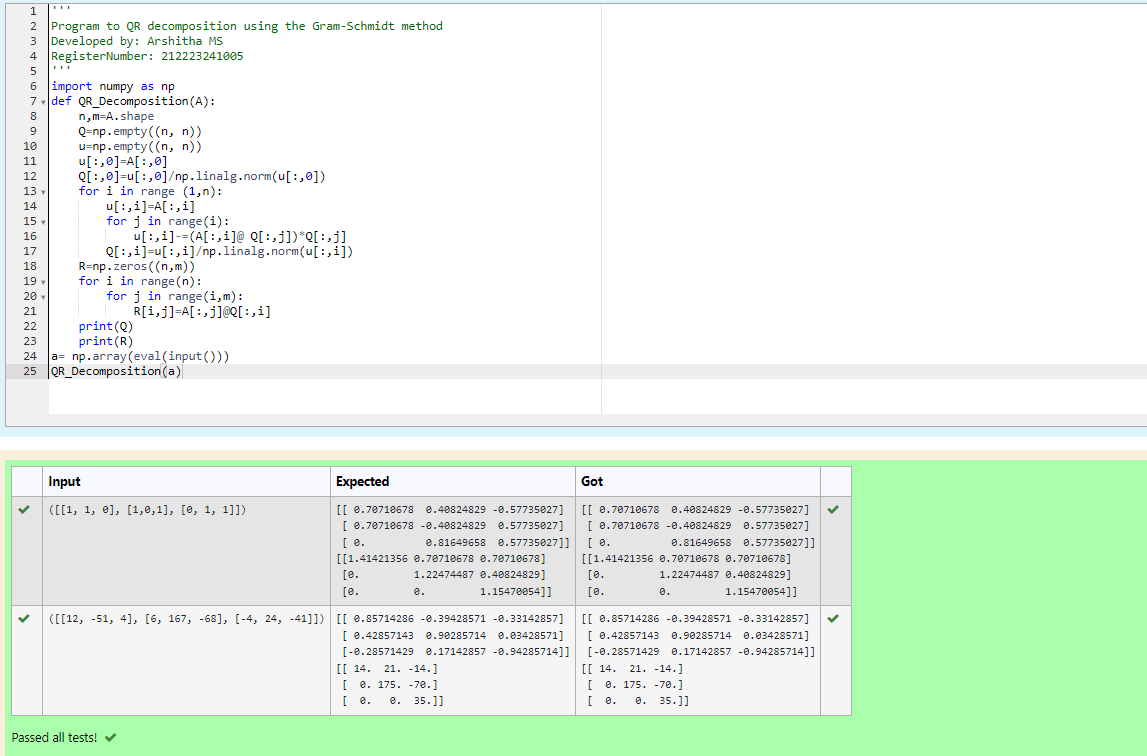 1 '''
2 Program to QR decomposition using the Gram-Schmidt method
3 Developed by: Arshitha MS
4 RegisterNumber: 212223241005
5 '''
6 import numpy as np
7 def QR_Decomposition(A):
8     n,m=A.shape
9     Q=np.empty((n, n))
10     u=np.empty((n, n))
11     u[:,0]=A[:,0]
12     Q[:,0]=u[:,0]/np.linalg.norm(u[:,0])
13     for i in range (1,n):
14         u[:,i]=A[:,i]
15         for j in range(i):
16             u[:,i]-=(A[:,i]@ Q[:,j])*Q[:,j]
17         Q[:,i]=u[:,i]/np.linalg.norm(u[:,i])
18     R=np.zeros((n,m))
19     for i in range(n):
20         for j in range(i,m):
21             R[i,j]=A[:,j]@Q[:,i]
22     print(Q)
23     print(R)
24 a= np.array(eval(input()))
25 QR_Decomposition(a)
Input Expected Got
([[1, 1, 0], [1,0,1], [0, 1, 1]]) [[ 0.70710678  0.40824829 -0.57735027] [[ 0.70710678  0.40824829 -0.57735027]
[ 0.70710678 -0.40824829  0.57735027] [ 0.70710678 -0.40824829  0.57735027]
[ 0.          0.81649658  0.57735027]] [ 0.          0.81649658  0.57735027]]
[[1.41421356 0.70710678 0.70710678] [[1.41421356 0.70710678 0.70710678]
[0.         1.22474487 0.40824829] [0.         1.22474487 0.40824829]
[0.         0.         1.15470054]] [0.         0.         1.15470054]]
([[12, -51, 4], [6, 167, -68], [-4, 24, -41]]) [[ 0.85714286 -0.39428571 -0.33142857] [[ 0.85714286 -0.39428571 -0.33142857]
[ 0.42857143  0.90285714  0.03428571] [ 0.42857143  0.90285714  0.03428571]
[-0.28571429  0.17142857 -0.94285714]] [-0.28571429  0.17142857 -0.94285714]]
[[ 14.  21. -14.] [[ 14.  21. -14.]
[  0. 175. -70.] [  0. 175. -70.]
[  0.   0.  35.]] [  0.   0.  35.]]
Passed all tests!